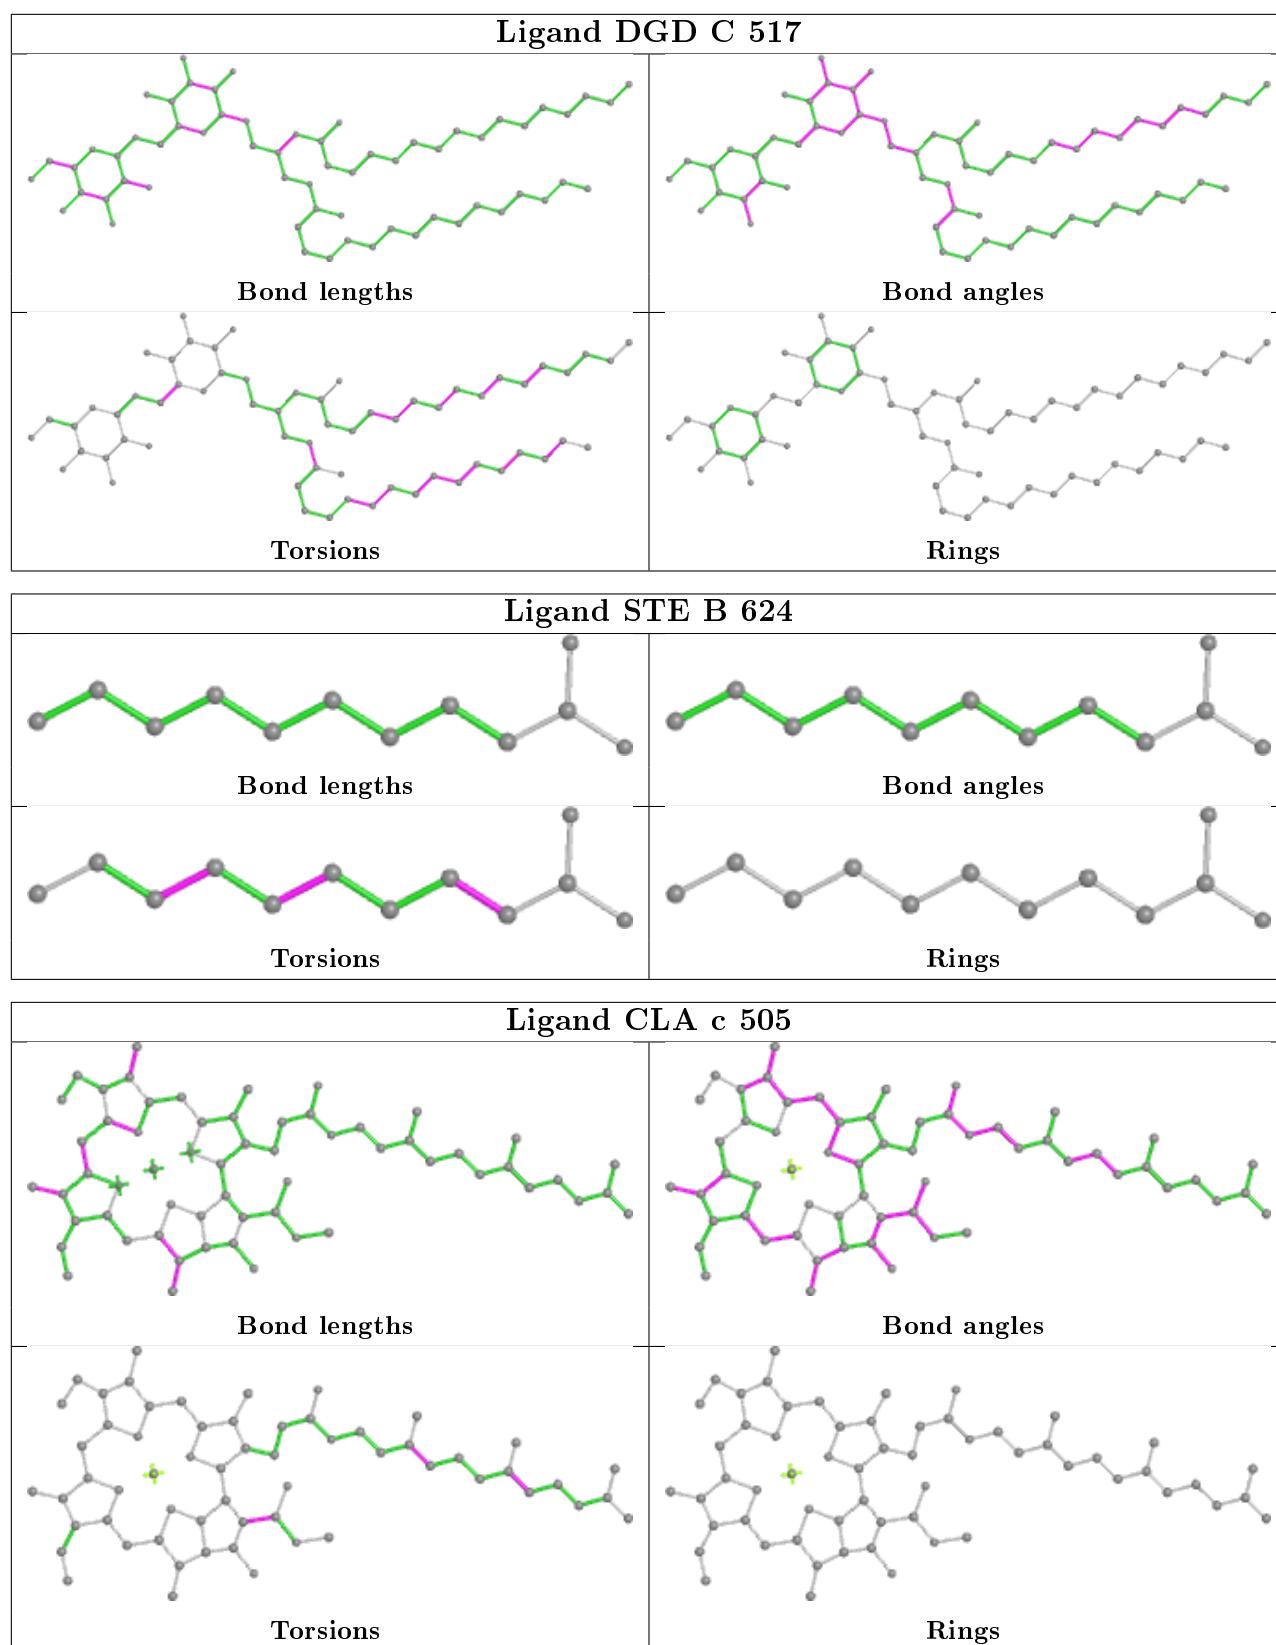 Ligand DGD C 517
Bond lengths
Bond angles
Torsions
Rings
Ligand STE B 624
Bond lengths
Bond angles
Torsions
Rings
Ligand CLA c 505
Bond lengths
Bond angles
Torsions
Rings